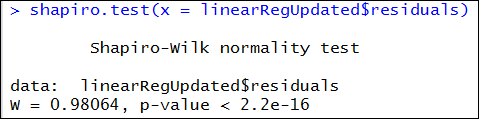 > shapiro.test(x = linearRegUpdated$residuals)
Shapiro-Wilk normality test
data:  linearRegUpdated$residuals
W = 0.98064, p-value < 2.2e-16